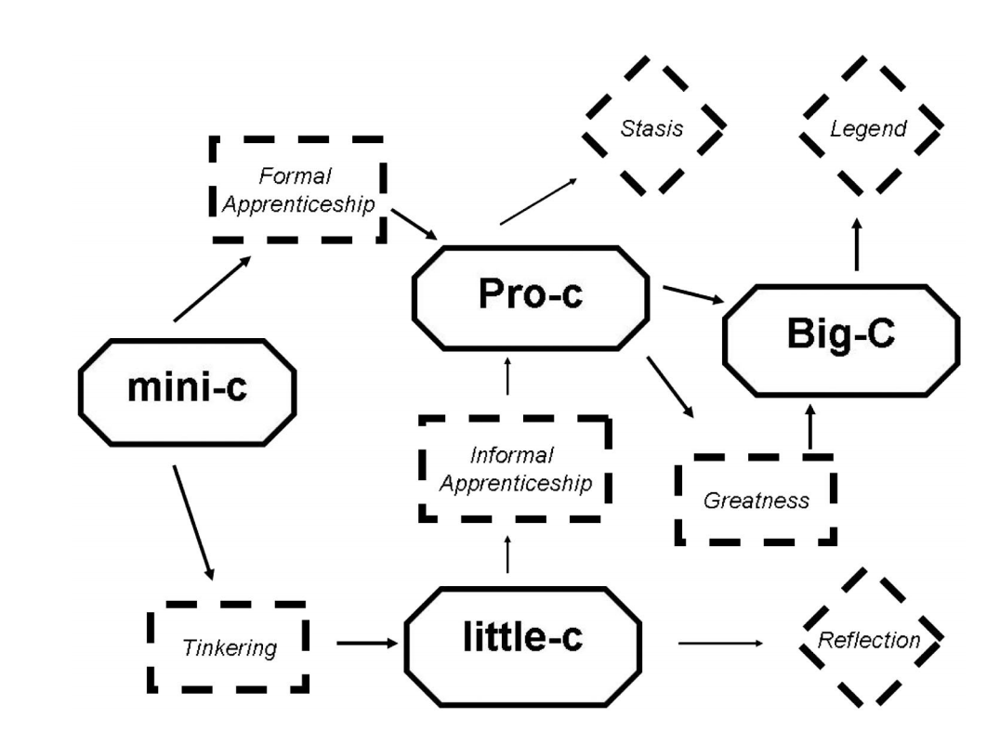 Stasis
Legend
Formal
Apprenticeship
Pro-c
Big-C
mini-c
Informal
Apprenticeship
Greatness
Tinkering
little-c
Reflection